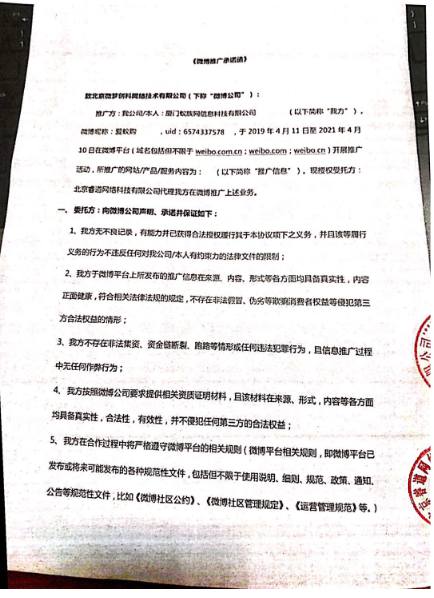 《微博推广承诺函》
致北京微梦创科网络技术有限公司（下称“微博公司”）：
推广方：我公司/本人：厦门蚁族网信息科技有限公司 （以下简称“我方”）。
微博昵称：蟹蚁购 ，uid：6574337578 ，于 2019 年 4 月 11 日至 2021 年 4 月
10 日在微博平台（域名包括但不限于 weibo.com.cn；weibo.com；weibo.cn）开展推广
活动，所推广的网站/产品/服务内容为： （以下简称“推广信息”）。现授权受托方：
北京睿道网络科技有限公司代理我方在微博推广上述业务。
一、 委托方：向微博公司声明、承诺并保证如下：
1、我方无不良记录，有能力并已获得合法授权履行其于本协议项下之义务，并且该等履行
义务的行为不违反任何对我公司/本人有约束力的法律文件的限制；
2、我方于微博平台上所发布的推广信息在来源、内容、形式等各方面均具备真实性，内容
正面健康，符合相关法律法规的规定，不存在非法假冒、伪劣等欺瞒消费者权益等侵犯第三
方合法权益的情形；
3、我方不存在非法集资、资金链断裂、跑路等情形或任何违法犯罪行为，且信息推广过程
中无任何作弊行为；
4、我方按照微博公司要求提供相关资质证明材料，且该材料在来源、形式，内容等各方面
均具备真实性，合法性，有效性，并不侵犯任何第三方的合法权益；
5、我方在合作过程中将严格遵守微博平台的相关规则（微博平台相关规则，即微博平台已
发布或将来可能发布的各种规范性文件，包括但不限于使用说明、细则、规范、政策、通知、
公告等规范性文件，比如《微博社区公约》、《微博社区管理规定》、《运营管理规范》等。）